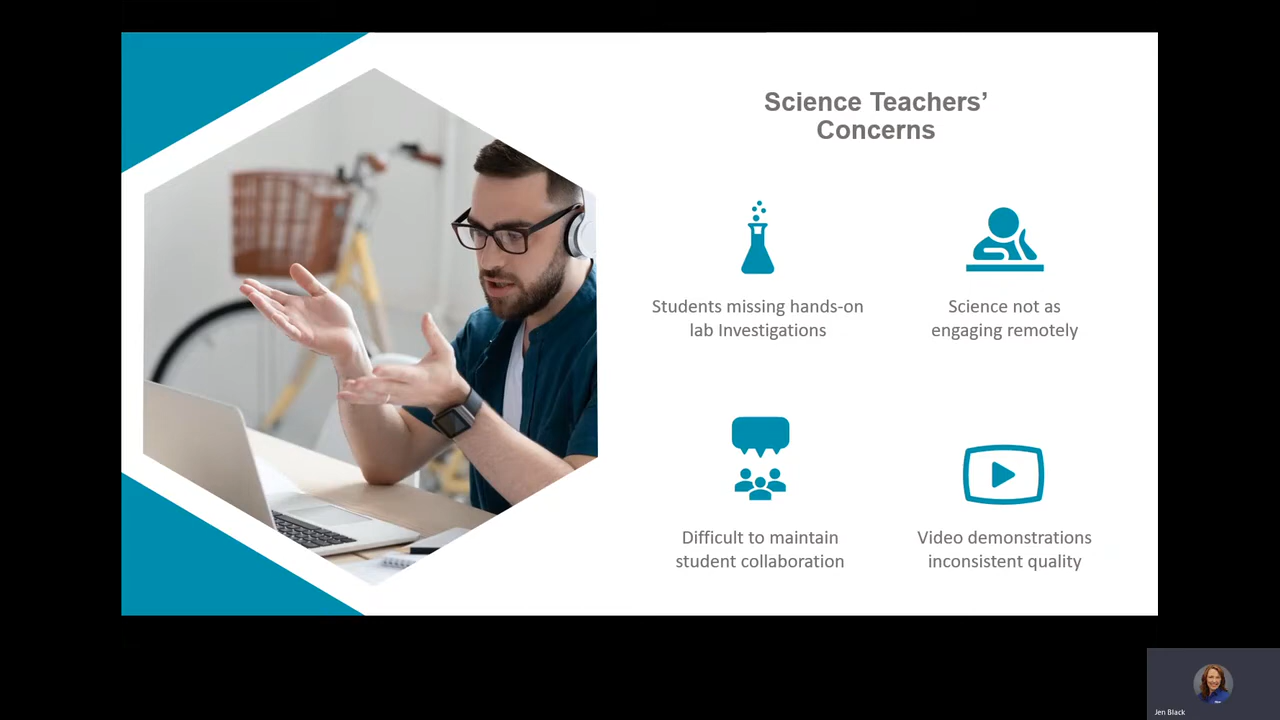 Science Teachers’
Concerns
Students missing hands-on
lab Investigations
Science not as
engaging remotely
Difficult to maintain
student collaboration
Video demonstrations
inconsistent quality
Jen Black